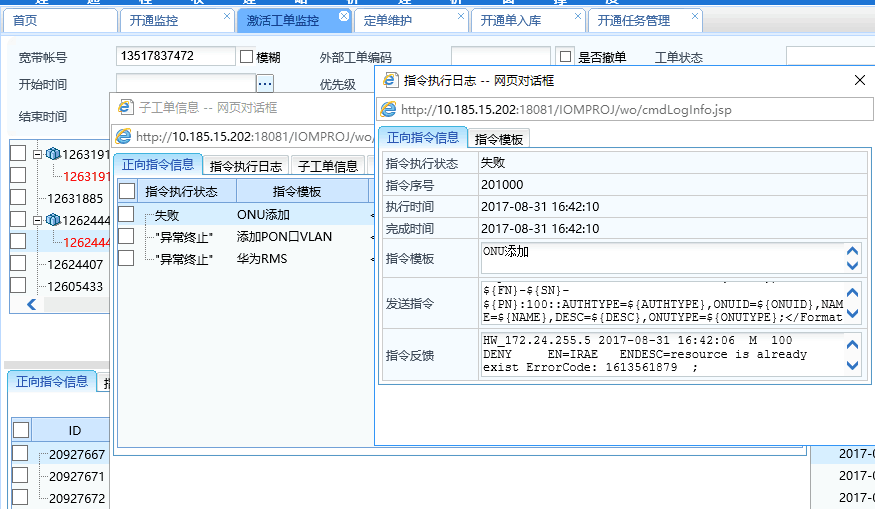 首页 开通监控 激活工单监控 定单维护 开通单入库 开通任务管理
宽带帐号 13517837472 模糊 外部工单编码 是否撤单 工单状态
开始时间 ... 优先级
结束时间
1263191
126319
12631885
1262444
126244
12624407
12605433
正向指令信息
ID
20927667 2017-0
20927671 2017-0
20927672 2017-0
子工单信息 -- 网页对话框
http://10.185.15.202:18081/IOMPROJ/wo/
正向指令信息 指令执行日志 子工单信息
指令执行状态 指令模板
失败 ONU添加
"异常终止" 添加PON口VLAN
"异常终止" 华为RMS
指令执行日志 -- 网页对话框
http://10.185.15.202:18081/IOMPROJ/wo/cmdLogInfo.jsp
正向指令信息 指令模板
指令执行状态 失败
指令序号 201000
执行时间 2017-08-31 16:42:10
完成时间 2017-08-31 16:42:10
指令模板 ONU添加
发送指令
${FN}-${SN}-
${PN}:100::AUTHTYPE=${AUTHTYPE},ONUID=${ONUID},NAM
E=${NAME},DESC=${DESC},ONUTYPE=${ONUTYPE};</Format
指令反馈
HW_172.24.255.5 2017-08-31 16:42:06 M 100
DENY EN=IRAE ENDESC=resource is already
exist ErrorCode: 1613561879 ;